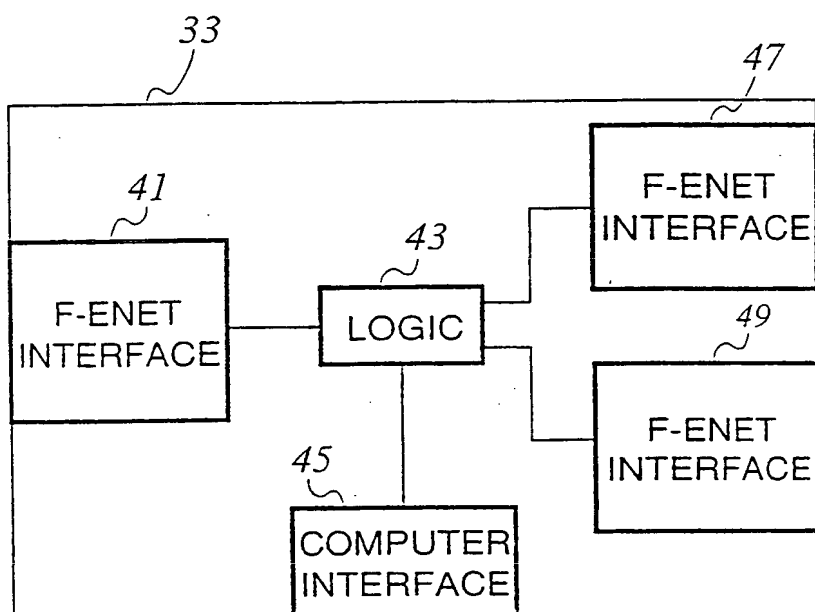 33
47
F-ENET
INTERFACE
41
F-ENET
INTERFACE
43
LOGIC
49
F-ENET
INTERFACE
45
COMPUTER
INTERFACE